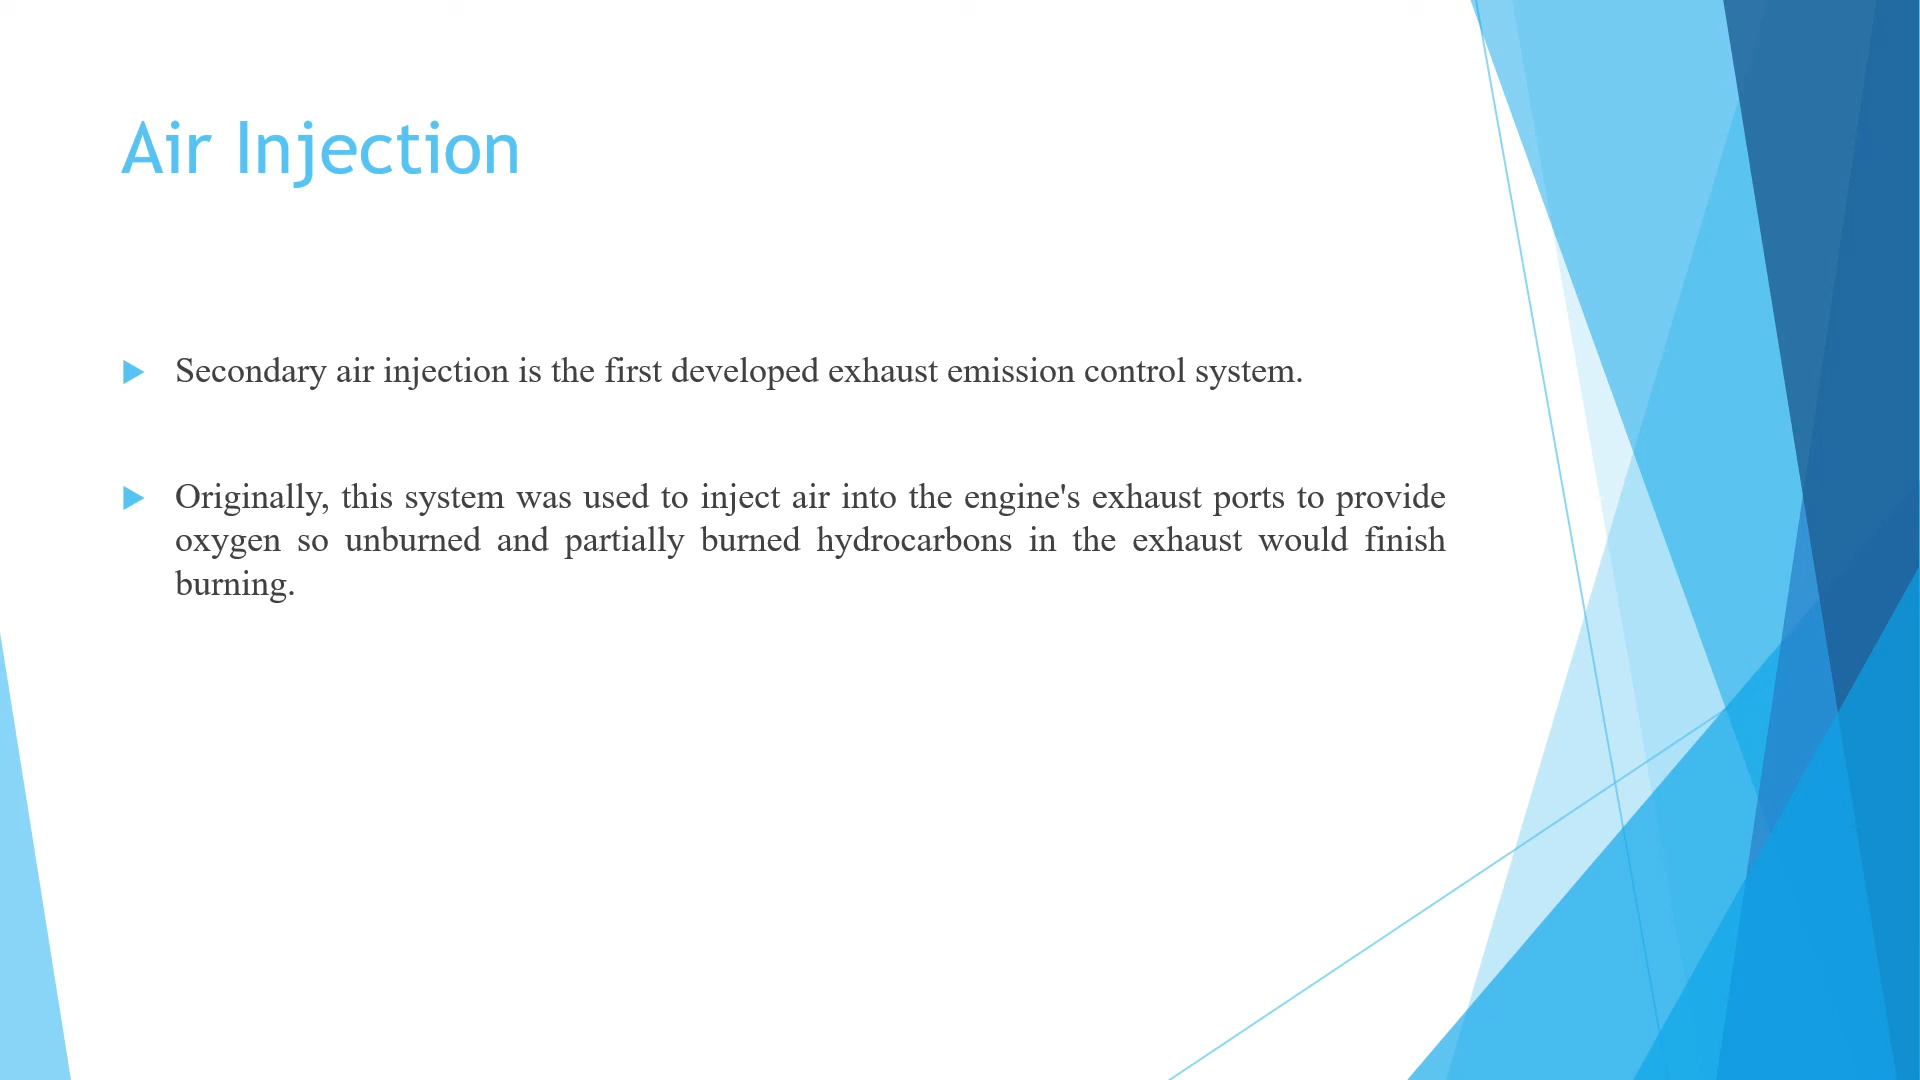 Air Injection
Secondary air injection is the first developed exhaust emission control system.
Originally, this system was used to inject air into the engine's exhaust ports to provide
oxygen so unburned and partially burned hydrocarbons in the exhaust would finish
burning.